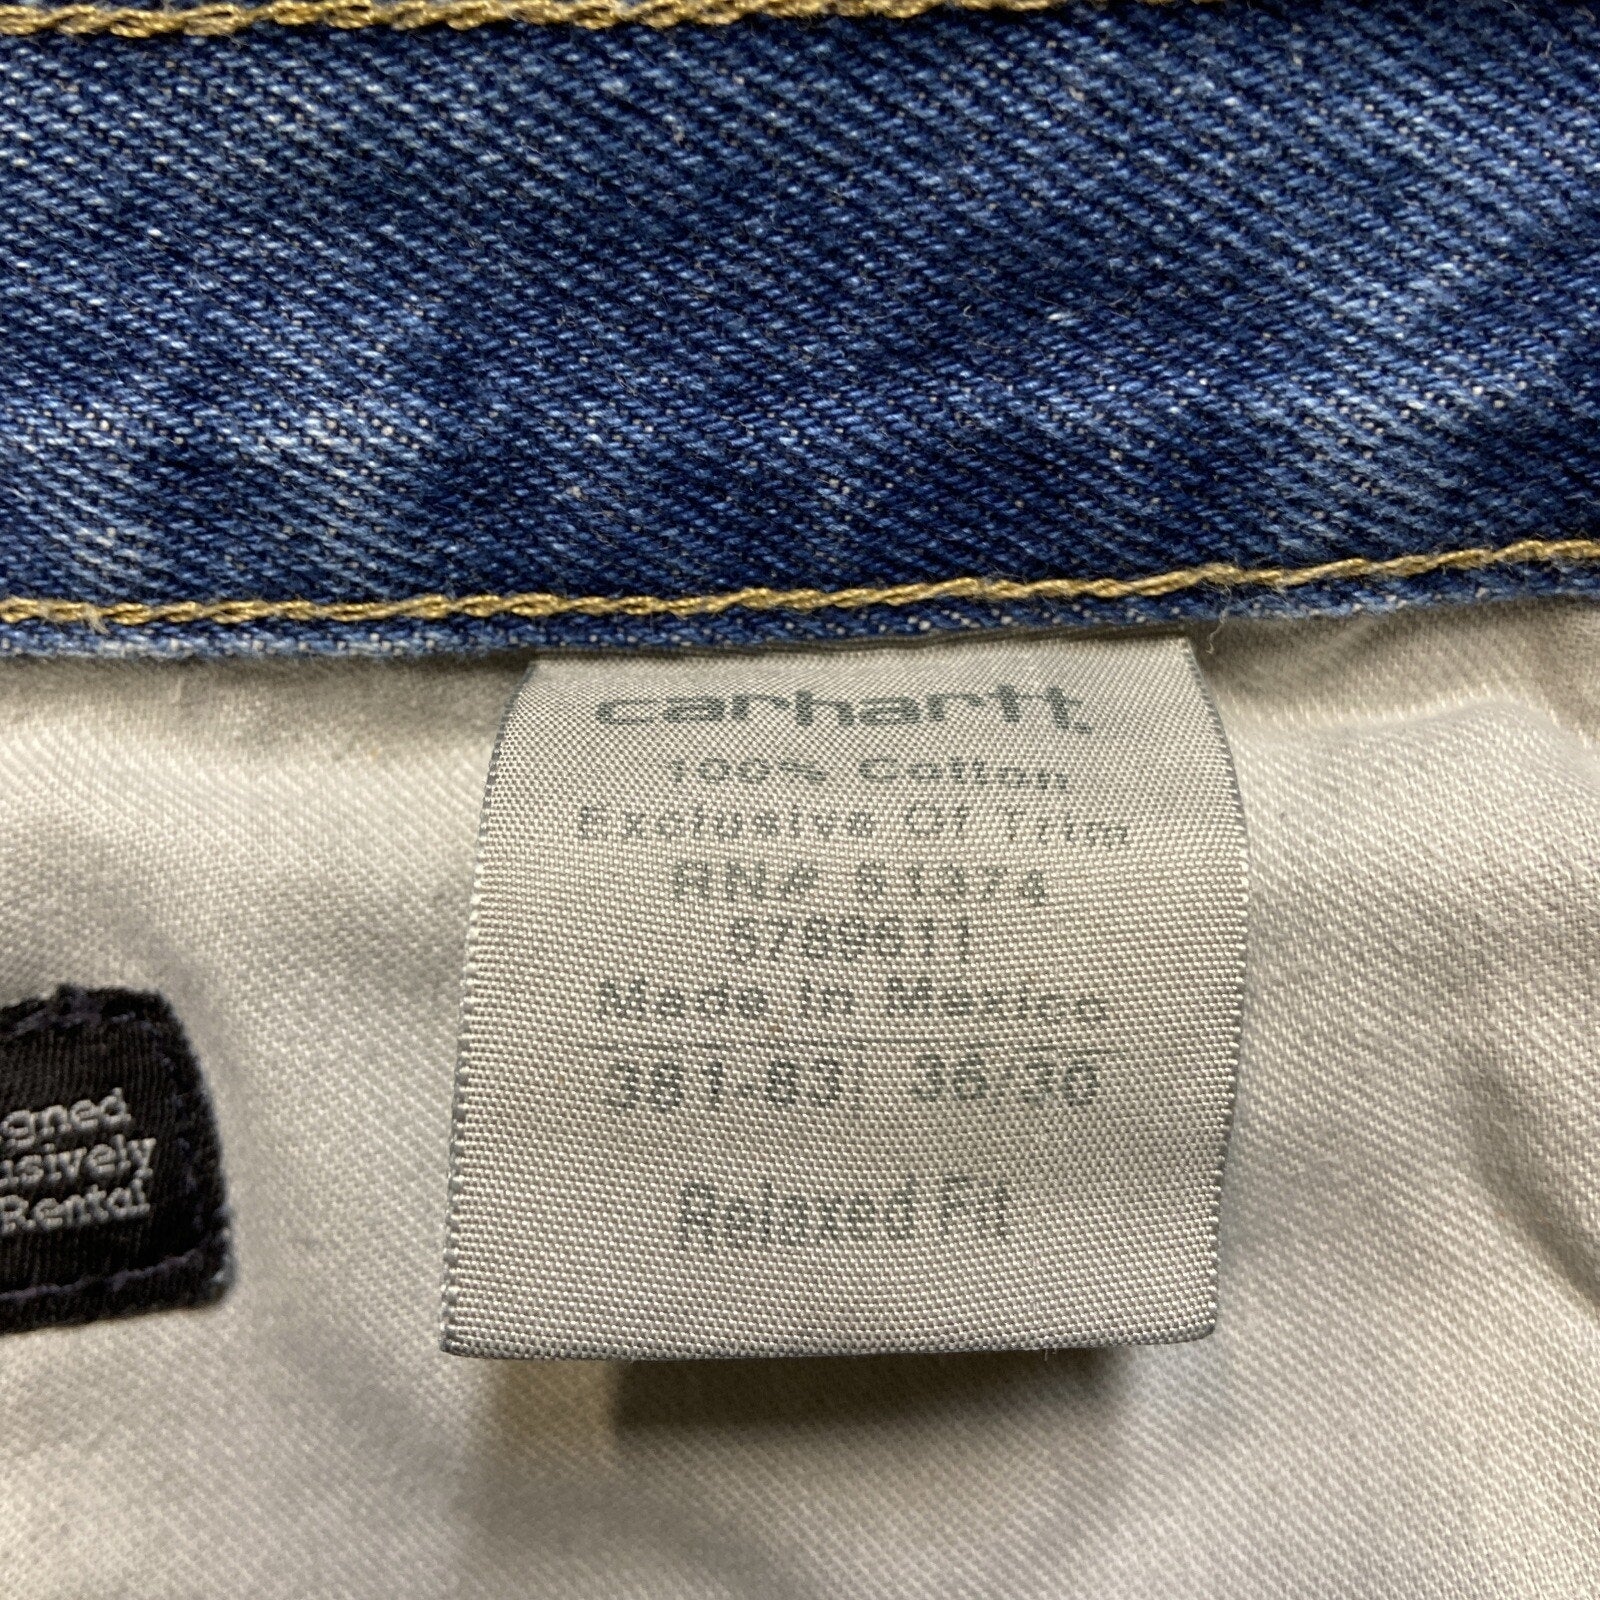 carhartt
100% Cotton
Exclusive Of Trim
RN# 61374
5789611
Made In Mexico
381-83 36-30
Relaxed Fit
igned
usively
Rental